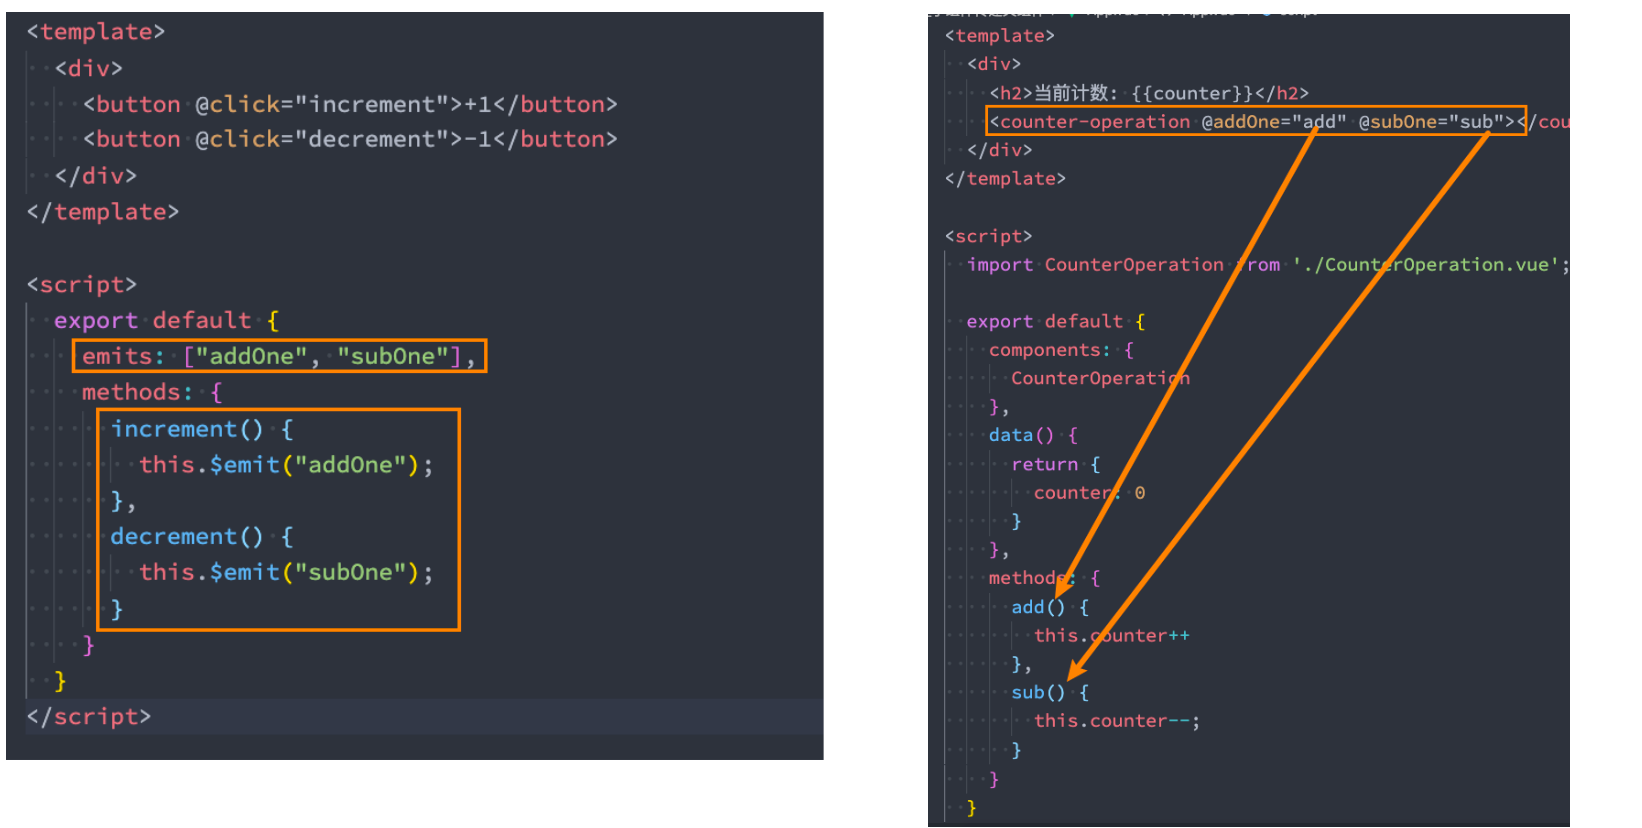 <template>
<div>
<button @click="increment">+1</button>
<button @click="decrement">-1</button>
</div>
</template>
<script>
export default {
emits: ["addOne", "subOne"],
methods: {
increment() {
this.$emit("addOne");
},
decrement() {
this.$emit("subOne");
}
}
}
</script>
<template>
<div>
<h2>当前计数: {{counter}}</h2>
<counter-operation @addOne="add" @subOne="sub"></cou
</div>
</template>
<script>
import CounterOperation from './CounterOperation.vue';
export default {
components: {
CounterOperation
},
data() {
return {
counter: 0
}
},
methods: {
add() {
this.counter++
},
sub() {
this.counter--;
}
}
}